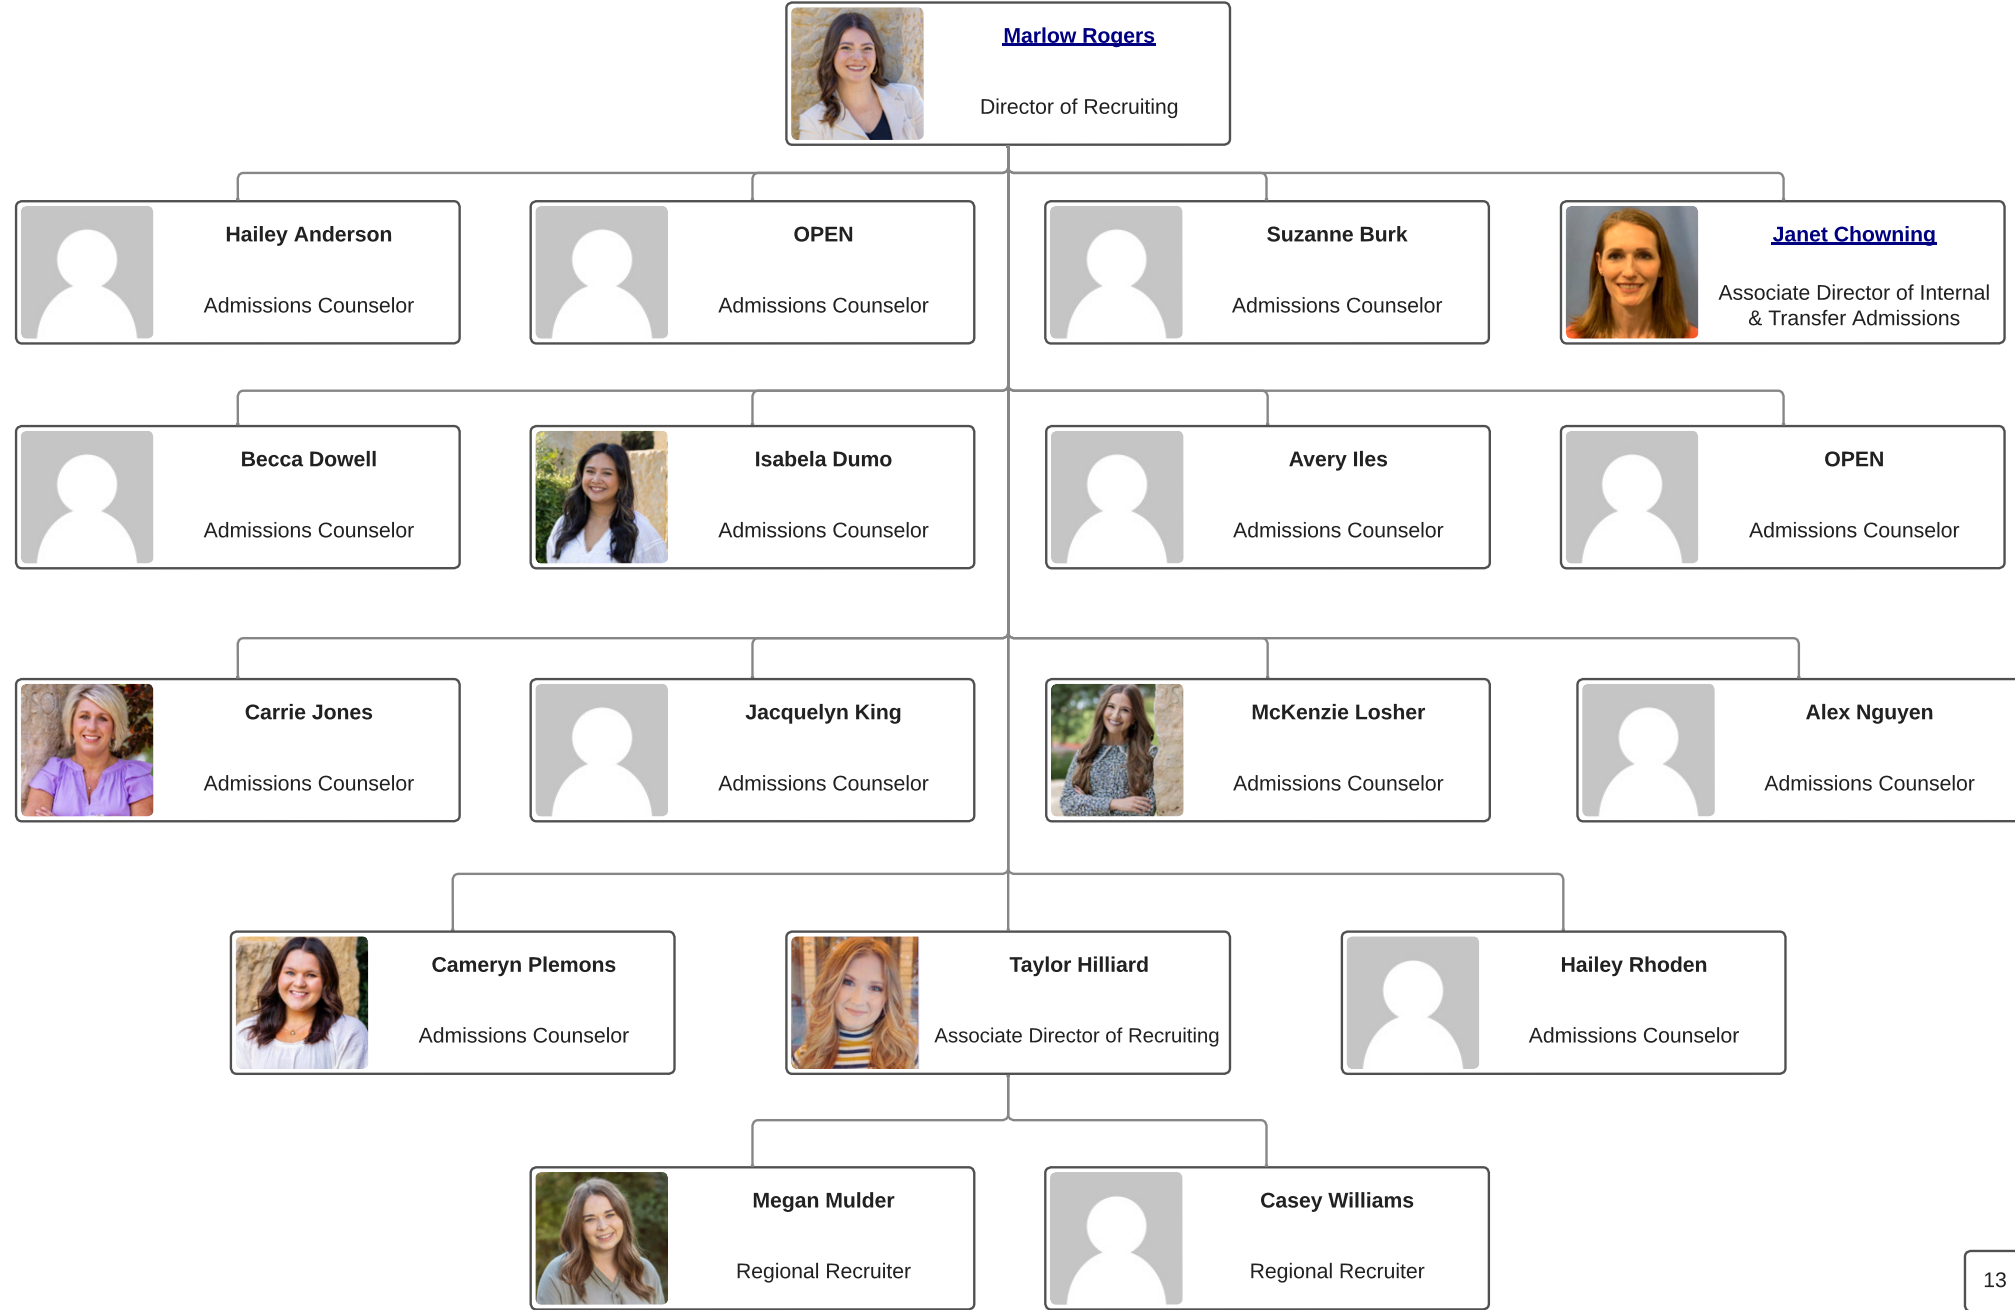 Marlow Rogers
Director of Recruiting
Hailey Anderson
Admissions Counselor
OPEN
Admissions Counselor
Suzanne Burk
Admissions Counselor
Janet Chowning
Associate Director of Internal
& Transfer Admissions
Becca Dowell
Admissions Counselor
Isabela Dumo
Admissions Counselor
Avery Iles
Admissions Counselor
OPEN
Admissions Counselor
Carrie Jones
Admissions Counselor
Jacquelyn King
Admissions Counselor
McKenzie Losher
Admissions Counselor
Alex Nguyen
Admissions Counselor
Cameryn Plemons
Admissions Counselor
Taylor Hilliard
Associate Director of Recruiting
Hailey Rhoden
Admissions Counselor
Megan Mulder
Regional Recruiter
Casey Williams
Regional Recruiter
13